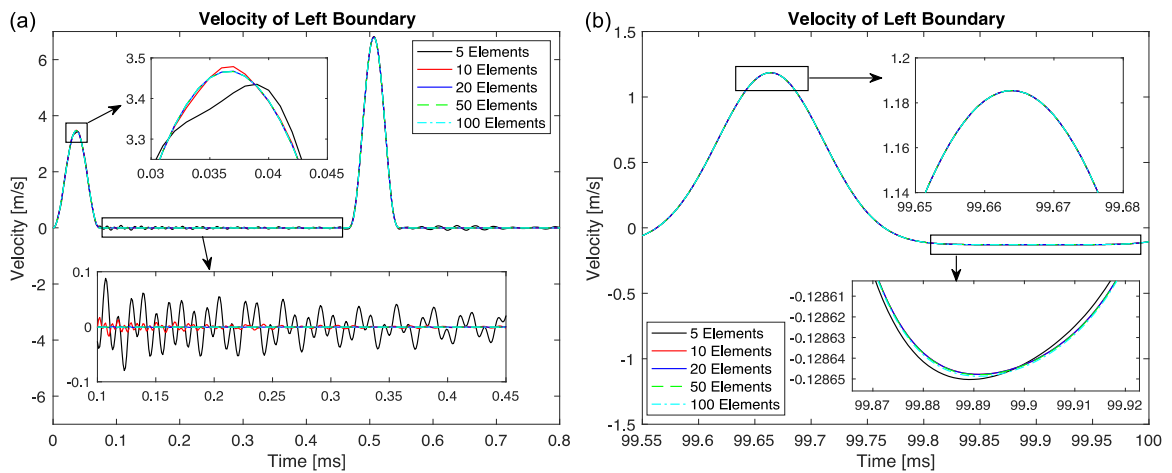 (a)
Velocity of Left Boundary
Velocity [m/s]
6
4
2
0
-2
-4
-6
0 0.1 0.2 0.3 0.4 0.5 0.6 0.7 0.8
Time [ms]
5 Elements
10 Elements
20 Elements
50 Elements
100 Elements
3.5
3.4
3.3
0.03 0.035 0.04 0.045
0.1
0
-0.1
0.1 0.15 0.2 0.25 0.3 0.35 0.4 0.45
(b)
Velocity of Left Boundary
Velocity [m/s]
1.5
1
0.5
0
-0.5
-1
-1.5
99.55 99.6 99.65 99.7 99.75 99.8 99.85 99.9 99.95 100
Time [ms]
1.2
1.18
1.16
1.14
99.65 99.66 99.67 99.68
5 Elements
10 Elements
20 Elements
50 Elements
100 Elements
-0.12861
-0.12862
-0.12863
-0.12864
-0.12865
99.87 99.88 99.89 99.9 99.91 99.92